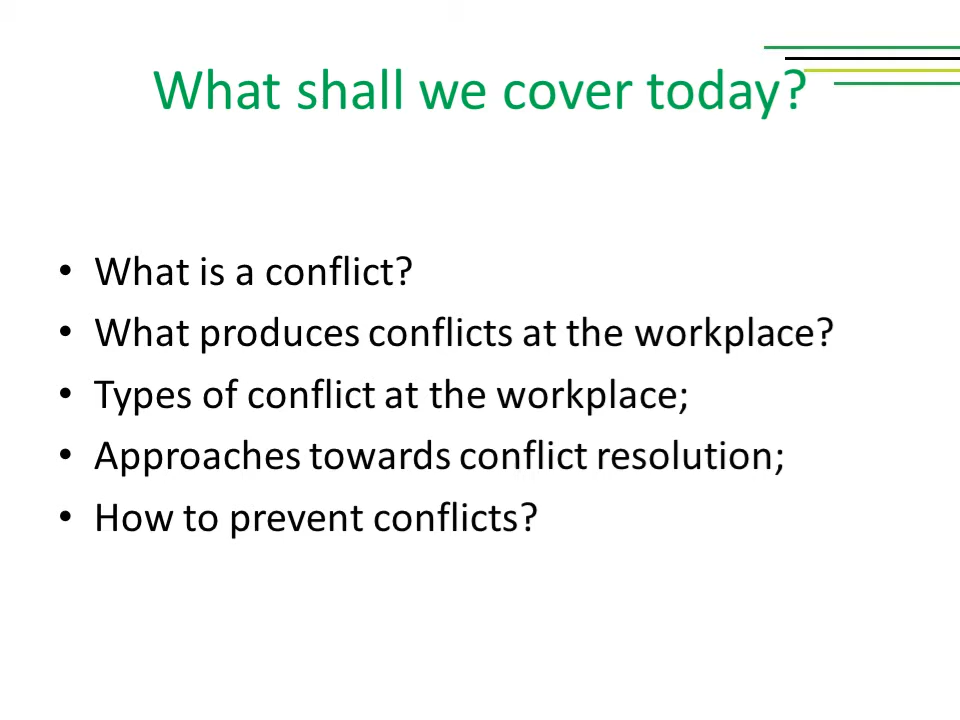 What shall we cover today?
• What is a conflict?
• What produces conflicts at the workplace?
• Types of conflict at the workplace;
• Approaches towards conflict resolution;
• How to prevent conflicts?